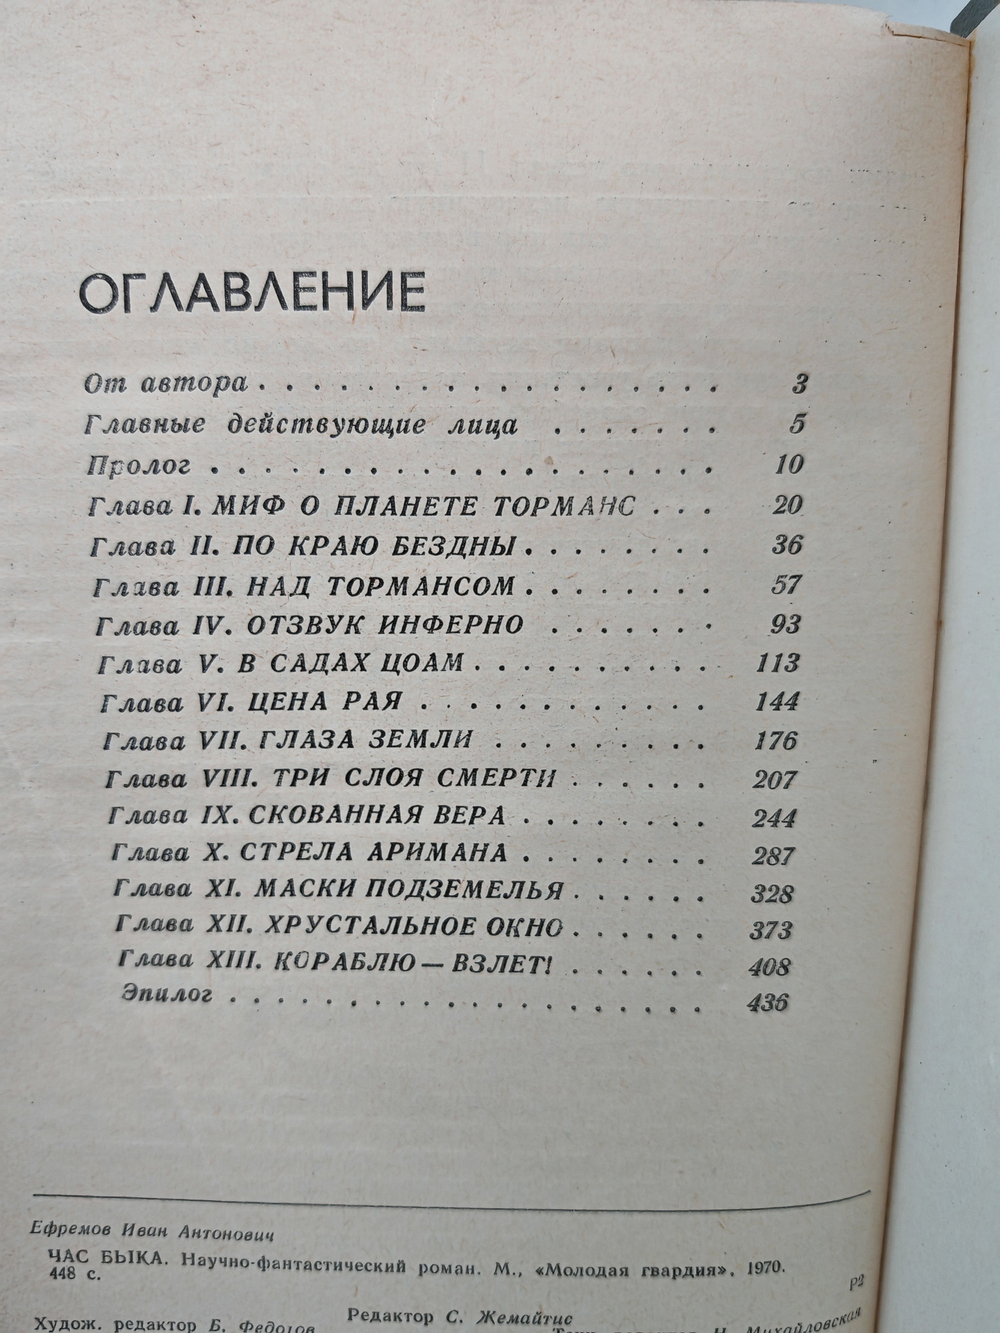 ОГЛАВЛЕНИЕ
От автора . . . . . . . . . . . . . . . . . . 3
Главные действующие лица . . . . . . . 5
Пролог . . . . . . . . . . . . . . . . . . . 10
Глава I. МИФ О ПЛАНЕТЕ ТОРМАНС . . . 20
Глава II. ПО КРАЮ БЕЗДНЫ . . . . . . . . 36
Глава III. НАД ТОРМАНСОМ . . . . . . . . 57
Глава IV. ОТЗВУК ИНФЕРНО . . . . . . . 93
Глава V. В САДАХ ЦОАМ . . . . . . . . . . 113
Глава VI. ЦЕНА РАЯ . . . . . . . . . . . . 144
Глава VII. ГЛАЗА ЗЕМЛИ . . . . . . . . . 176
Глава VIII. ТРИ СЛОЯ СМЕРТИ . . . . . . 207
Глава IX. СКОВАННАЯ ВЕРА . . . . . . . . 244
Глава X. СТРЕЛА АРИМАНА . . . . . . . . 287
Глава XI. МАСКИ ПОДЗЕМЕЛЬЯ . . . . . . 328
Глава XII. ХРУСТАЛЬНОЕ ОКНО . . . . . . 373
Глава XIII. КОРАБЛЮ — ВЗЛЕТ! . . . . . . 408
Эпилог . . . . . . . . . . . . . . . . . . 436
Ефремов Иван Антонович
ЧАС БЫКА. Научно-фантастический роман. М., «Молодая гвардия», 1970.
448 с.
Р2
Редактор С. Жемайтис
Худож. редактор Б. Федотов
Н. Михайловская